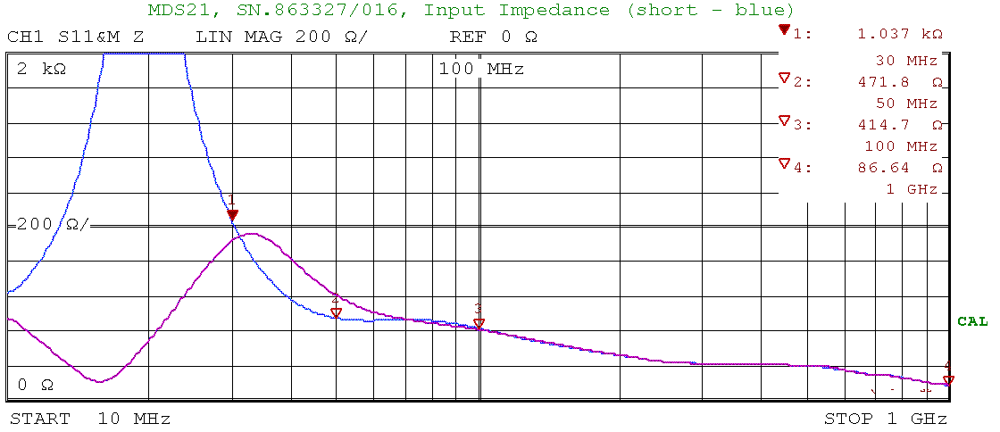 MDS21, SN.863327/016, Input Impedance (short - blue)
CH1 S11&M Z LIN MAG 200 Ω/ REF 0 Ω
1: 1.037 kΩ
30 MHz
2: 471.8 Ω
50 MHz
3: 414.7 Ω
100 MHz
4: 86.64 Ω
1 GHz
2 kΩ
100 MHz
1
200 Ω/
2
3
CAL
4
0 Ω
START 10 MHz STOP 1 GHz